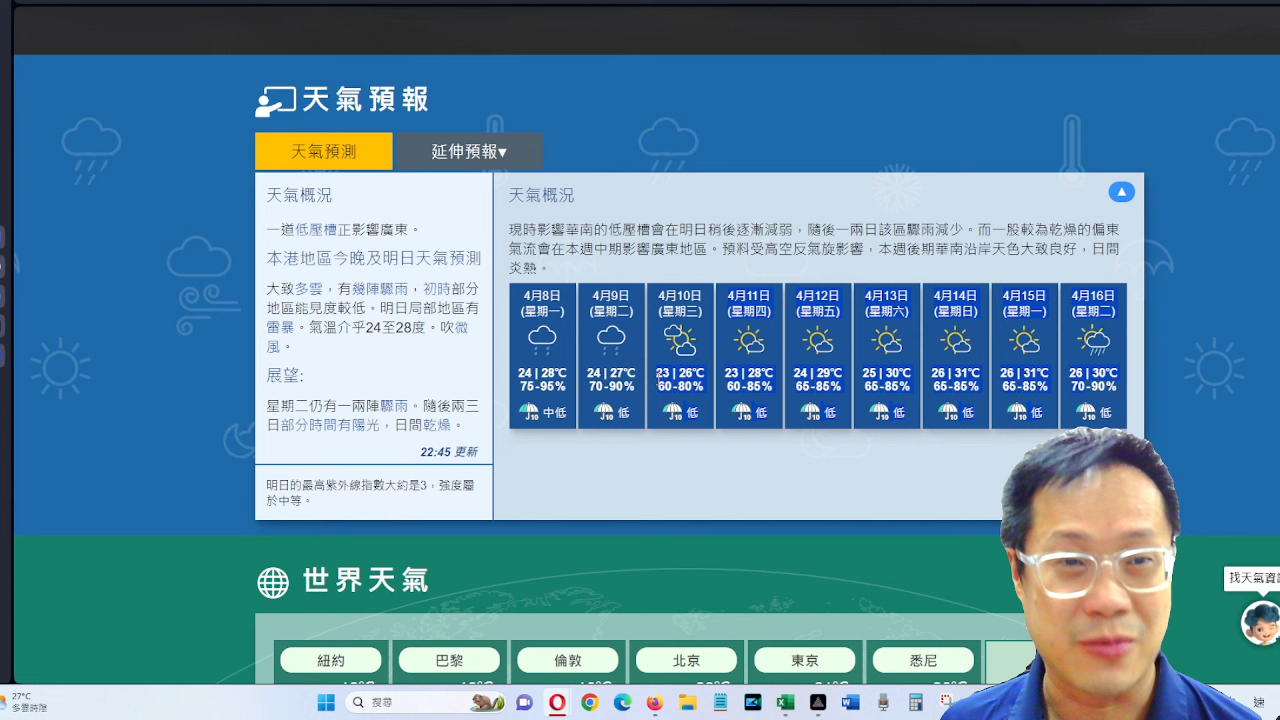 天氣預報
天氣預測
延伸預報▾
天氣概況
一道低壓槽正影響廣東。
本港地區今晚及明日天氣預測
大致多雲，有幾陣驟雨，初時部分
地區能見度較低。明日局部地區有
雷暴。氣溫介乎24至28度。吹微
風。
展望:
星期二仍有一兩陣驟雨。隨後兩三
日部分時間有陽光，日間乾燥。
22:45 更新
明日的最高紫外線指數大約是3，強度屬
於中等。
天氣概況
▲
現時影響華南的低壓槽會在明日稍後逐漸減弱，隨後一兩日該區驟雨減少。而一股較為乾燥的偏東
氣流會在本週中期影響廣東地區。預料受高空反氣旋影響，本週後期華南沿岸天色大致良好，日間
炎熱。
4月8日
(星期一)
24 | 28℃
75-95%
中低
4月9日
(星期二)
24 | 27℃
70-90%
低
4月10日
(星期三)
23 | 26℃
60-80%
低
4月11日
(星期四)
23 | 28℃
60-85%
低
4月12日
(星期五)
24 | 29℃
65-85%
低
4月13日
(星期六)
25 | 30℃
65-85%
低
4月14日
(星期日)
26 | 31℃
65-85%
低
4月15日
(星期一)
26 | 31℃
65-85%
低
4月16日
(星期二)
26 | 30℃
70-90%
低
世界天氣
紐約
巴黎
倫敦
北京
東京
悉尼
找天氣資
27°C
多雲時陰
搜尋
速